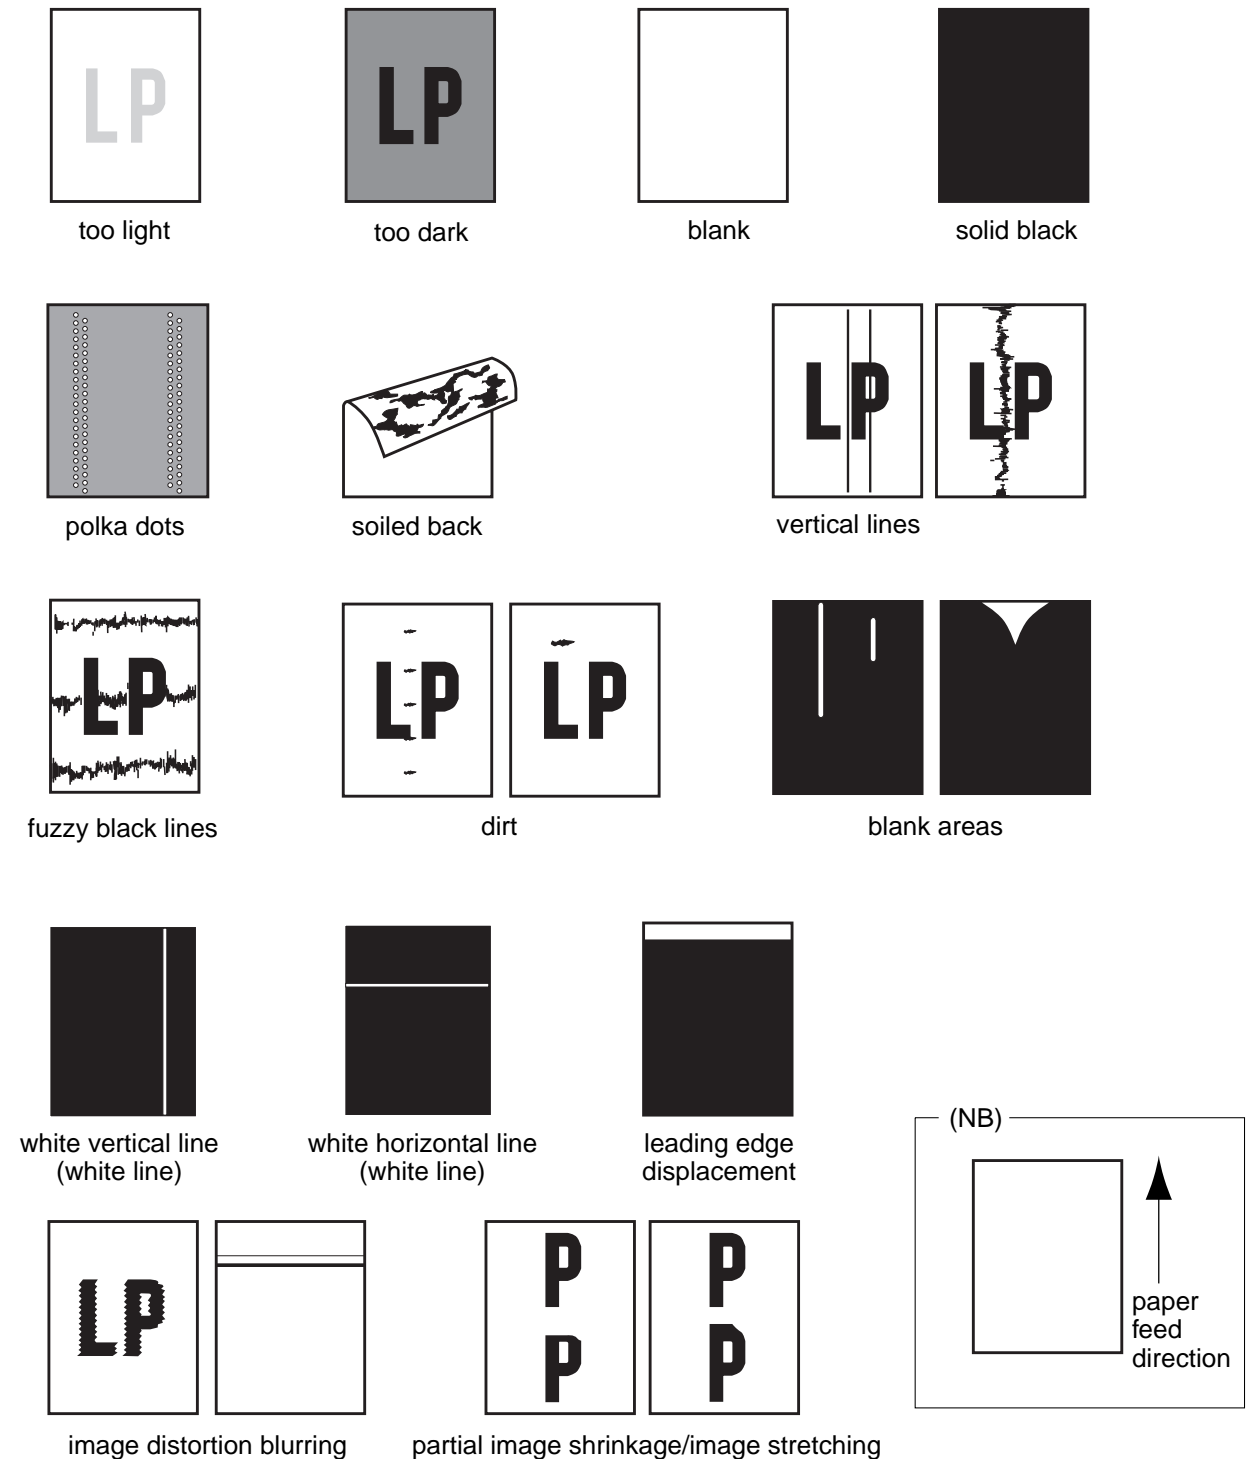 LP
LP
too light
too dark
blank
solid black
LP
LP
polka dots
soiled back
vertical lines
LP
LP
LP
fuzzy black lines
dirt
blank areas
white vertical line
(white line)
white horizontal line
(white line)
leading edge
displacement
(NB)
paper
feed
direction
LP
P
P
P
P
image distortion blurring
partial image shrinkage/image stretching